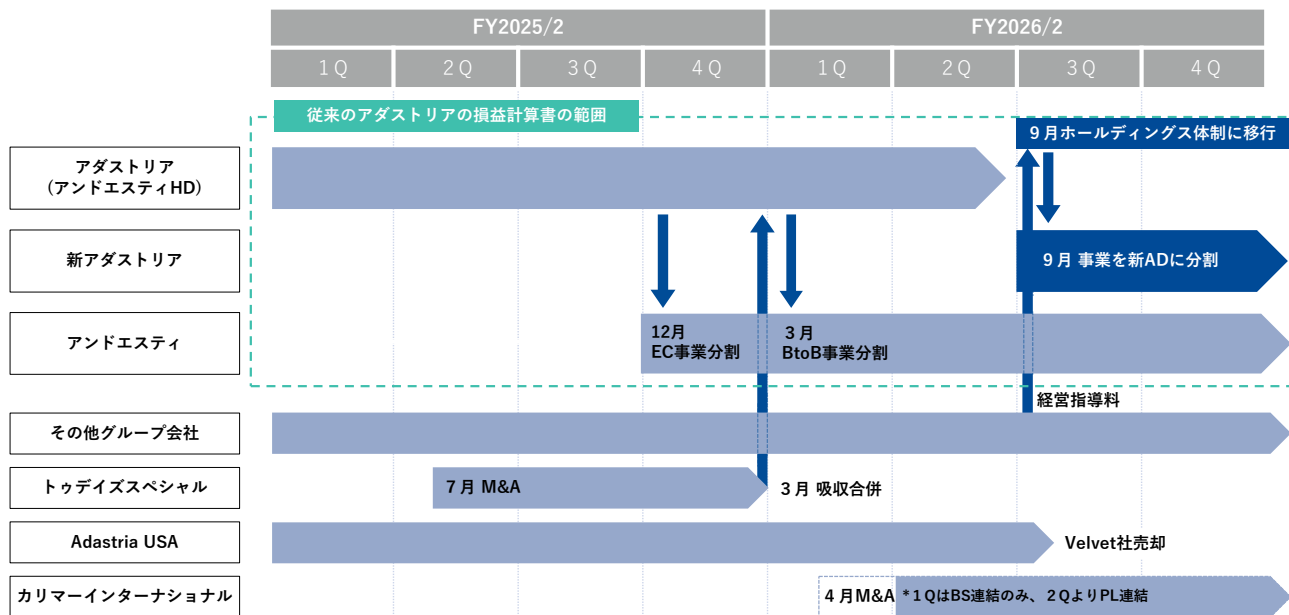 FY2025/2
FY2026/2
1Q
2Q
3Q
4Q
1Q
2Q
3Q
4Q
従来のアダストリアの損益計算書の範囲
9月ホールディングス体制に移行
アダストリア
(アンドエスティHD)
新アダストリア
9月 事業を新ADに分割
アンドエスティ
12月
EC事業分割
3月
BtoB事業分割
経営指導料
その他グループ会社
トゥデイズスペシャル
7月 M&A
3月 吸収合併
Adastria USA
Velvet社売却
カリマーインターナショナル
4月M&A
*1QはBS連結のみ、2QよりPL連結